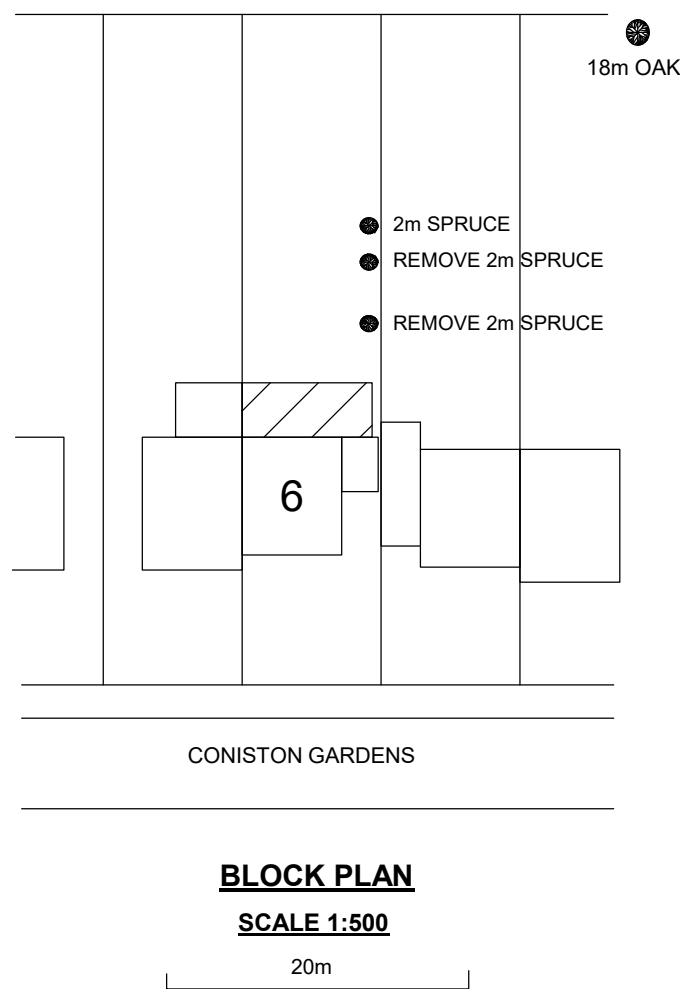 18m OAK
2m SPRUCE
REMOVE 2m SPRUCE
REMOVE 2m SPRUCE
6
CONISTON GARDENS
BLOCK PLAN
SCALE 1:500
20m